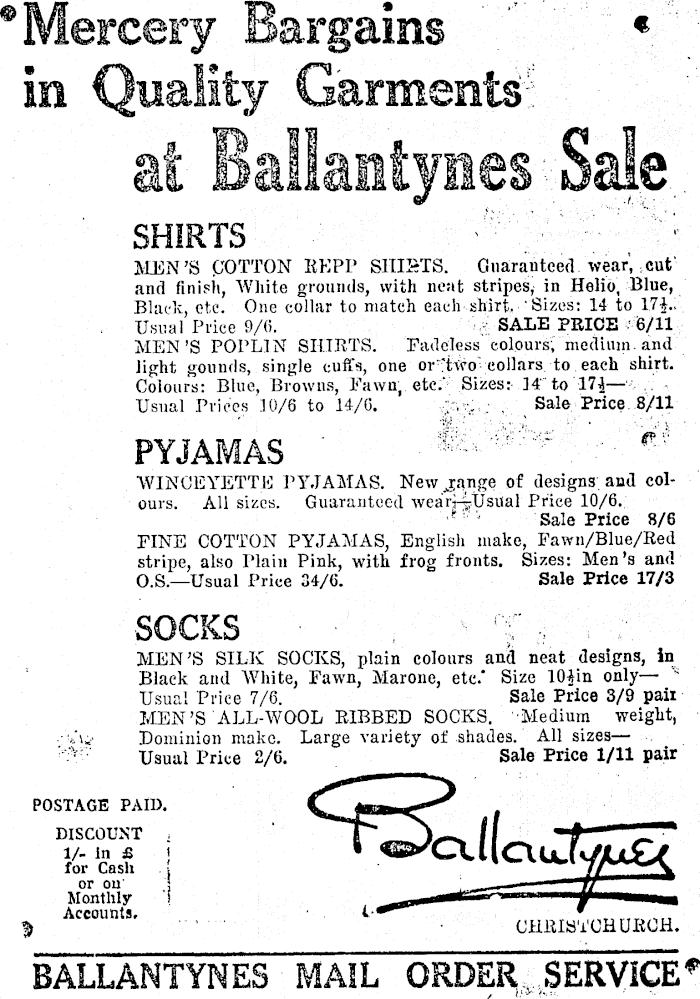 Mercery Bargains
in Quality Garments
at Ballantynes Sale
SHIRTS
MEN'S COTTON REPP SHIRTS. Guaranteed wear, cut
and finish, White grounds, with neat stripes, in Helio, Blue,
Black, etc. One collar to match each shirt. Sizes: 14 to 17½.
Usual Price 9/6. SALE PRICE 6/11
MEN'S POPLIN SHIRTS. Fadeless colours, medium and
light gounds, single cuffs, one or two collars to each shirt.
Colours: Blue, Browns, Fawn, etc. Sizes: 14 to 17½—
Usual Prices 10/6 to 14/6. Sale Price 8/11
PYJAMAS
WINCEYETTE PYJAMAS. New range of designs and col-
ours. All sizes. Guaranteed wear—Usual Price 10/6.
Sale Price 8/6
FINE COTTON PYJAMAS, English make, Fawn/Blue/Red
stripe, also Plain Pink, with frog fronts. Sizes: Men's and
O.S.—Usual Price 34/6. Sale Price 17/3
SOCKS
MEN'S SILK SOCKS, plain colours and neat designs, in
Black and White, Fawn, Marone, etc. Size 10½in only—
Usual Price 7/6. Sale Price 3/9 pair
MEN'S ALL-WOOL RIBBED SOCKS. Medium weight,
Dominion make. Large variety of shades. All sizes—
Usual Price 2/6. Sale Price 1/11 pair
POSTAGE PAID.
DISCOUNT
1/- in £
for Cash
or on
Monthly
Accounts.
Ballantynes
CHRISTCHURCH.
BALLANTYNES MAIL ORDER SERVICE